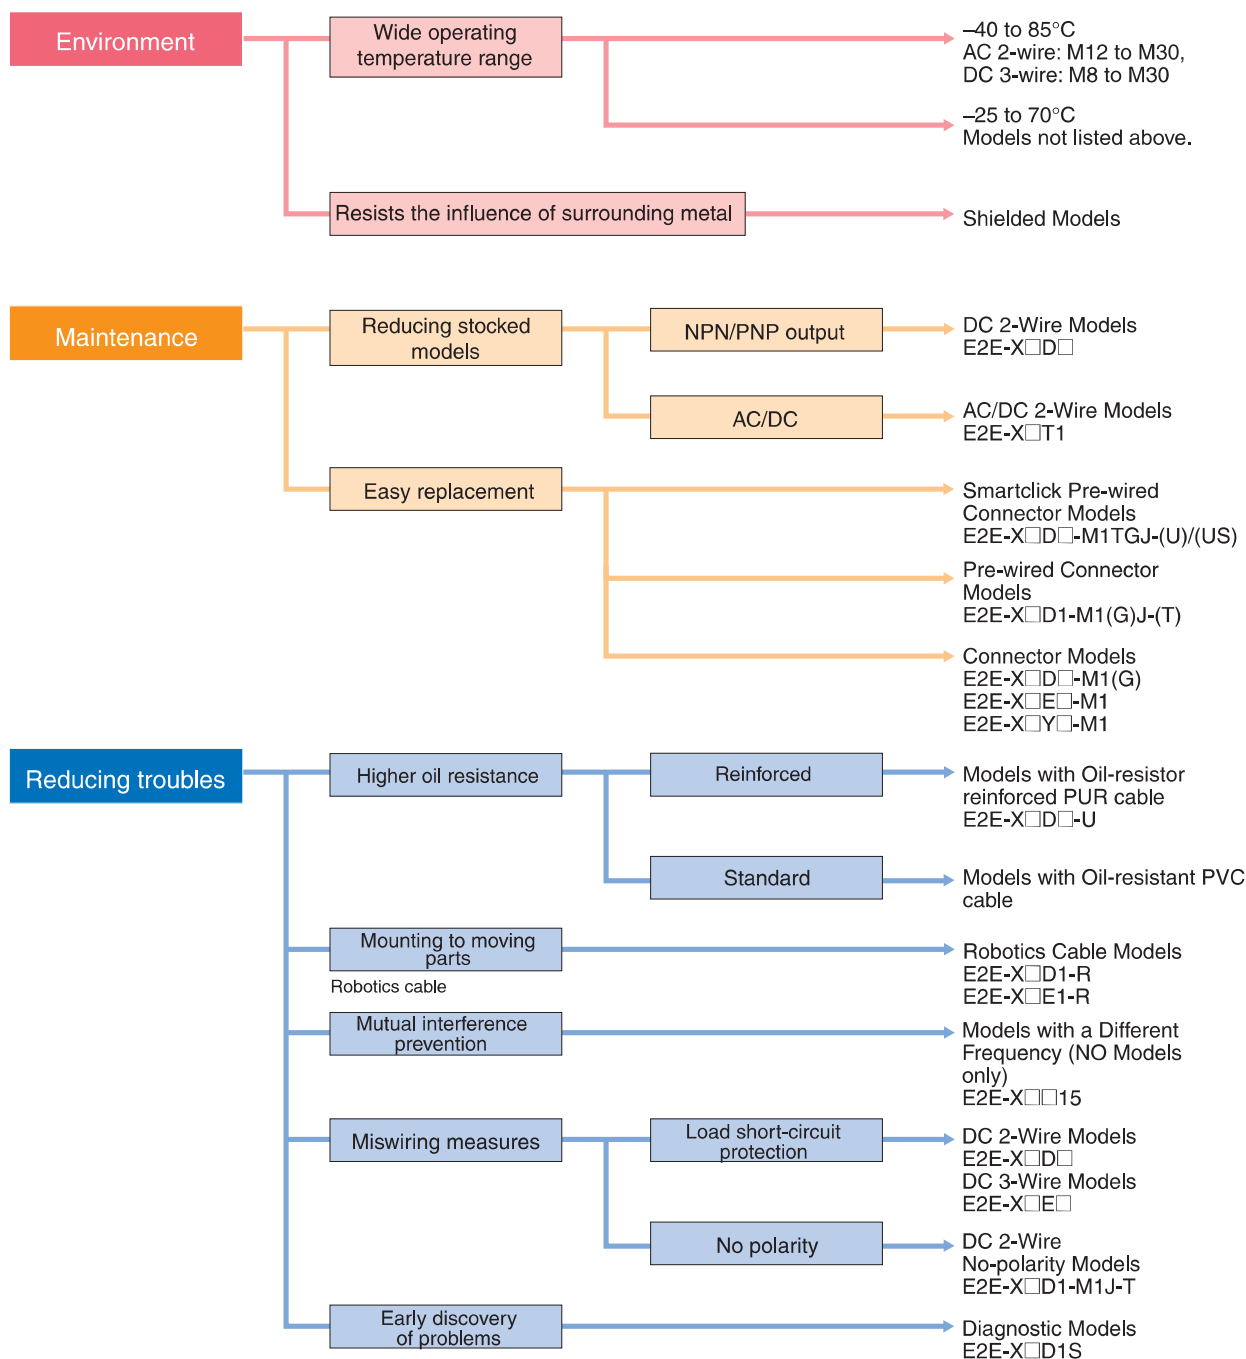 Environment
Wide operating
temperature range
–40 to 85°C
AC 2-wire: M12 to M30,
DC 3-wire: M8 to M30
–25 to 70°C
Models not listed above.
Resists the influence of surrounding metal
Shielded Models
Maintenance
Reducing stocked
models
NPN/PNP output
DC 2-Wire Models
E2E-X□D□
AC/DC
AC/DC 2-Wire Models
E2E-X□T1
Easy replacement
Smartclick Pre-wired
Connector Models
E2E-X□D□-M1TGJ-(U)/(US)
Pre-wired Connector
Models
E2E-X□D1-M1(G)J-(T)
Connector Models
E2E-X□D□-M1(G)
E2E-X□E□-M1
E2E-X□Y□-M1
Reducing troubles
Higher oil resistance
Reinforced
Models with Oil-resistor
reinforced PUR cable
E2E-X□D□-U
Standard
Models with Oil-resistant PVC
cable
Mounting to moving
parts
Robotics cable
Robotics Cable Models
E2E-X□D1-R
E2E-X□E1-R
Mutual interference
prevention
Models with a Different
Frequency (NO Models
only)
E2E-X□□15
Miswiring measures
Load short-circuit
protection
DC 2-Wire Models
E2E-X□D□
DC 3-Wire Models
E2E-X□E□
No polarity
DC 2-Wire
No-polarity Models
E2E-X□D1-M1J-T
Early discovery
of problems
Diagnostic Models
E2E-X□D1S